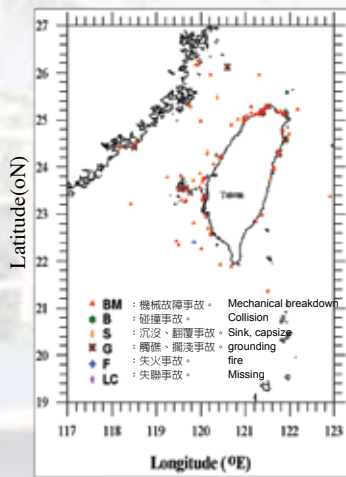 27
26
25
24
23
22
21
20
19
Latitude(oN)
Taiwan
BM ：機械故障事故。 Mechanical breakdown
B ：碰撞事故。 Collision
S ：沉沒、翻覆事故。 Sink, capsize
G ：觸礁、擱淺事故。 grounding
F ：失火事故。 fire
LC ：失聯事故。 Missing
117 118 119 120 121 122 123
Longitude (ºE)